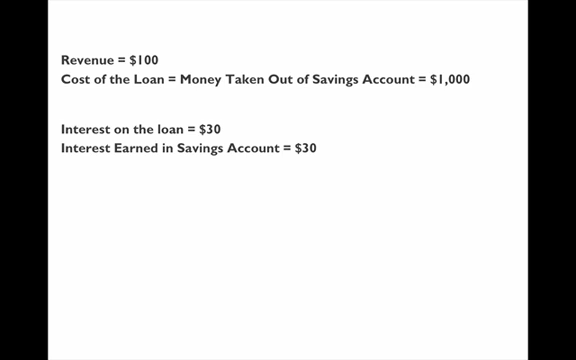 Revenue = $100
Cost of the Loan = Money Taken Out of Savings Account = $1,000
Interest on the loan = $30
Interest Earned in Savings Account = $30